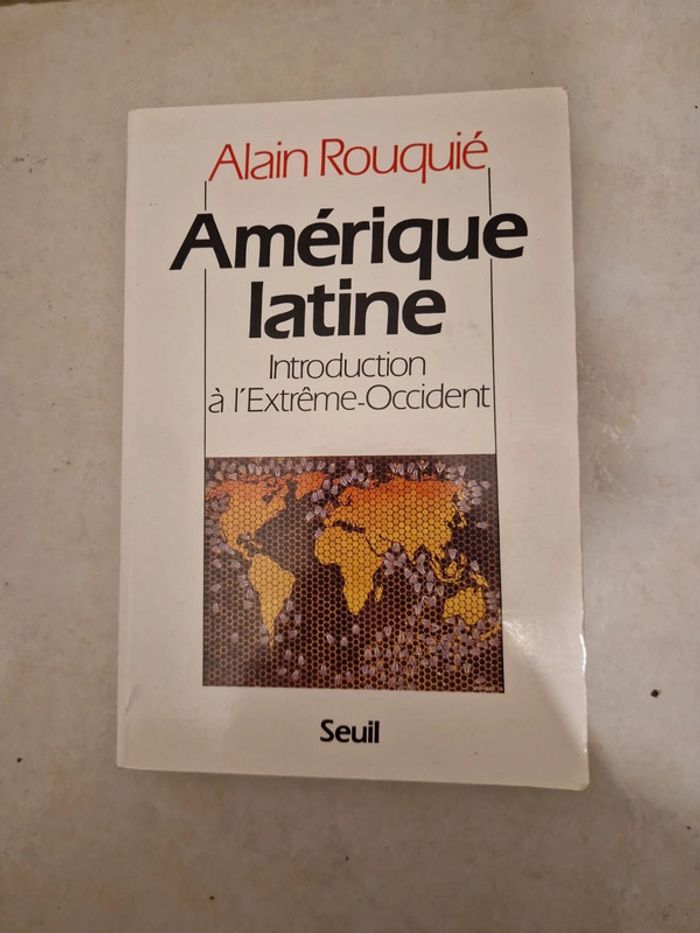 Alain Rouquié
Amérique
latine
Introduction
à l'Extrême-Occident
Seuil